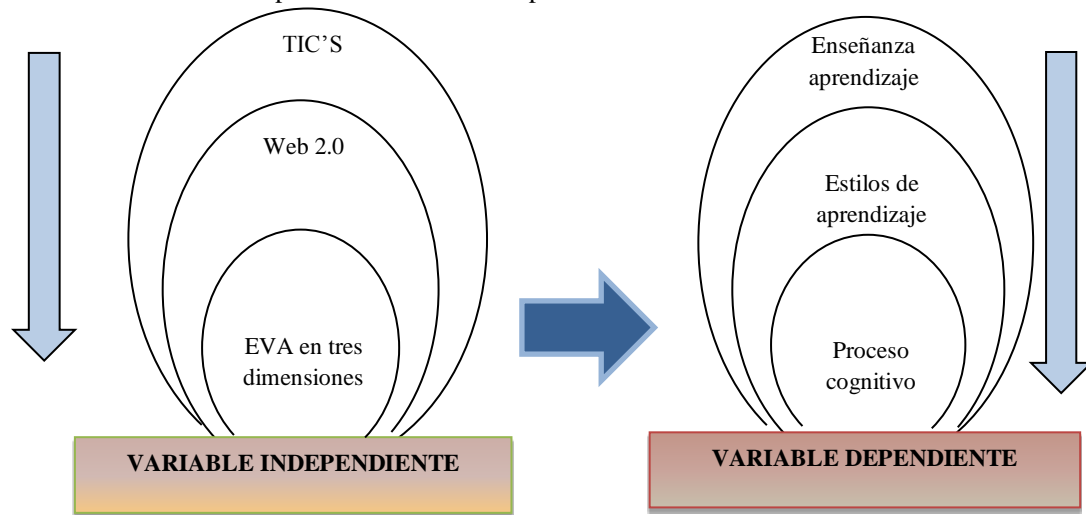 TIC’S
Web 2.0
EVA en tres
dimensiones
VARIABLE INDEPENDIENTE
Enseñanza
aprendizaje
Estilos de
aprendizaje
Proceso
cognitivo
VARIABLE DEPENDIENTE